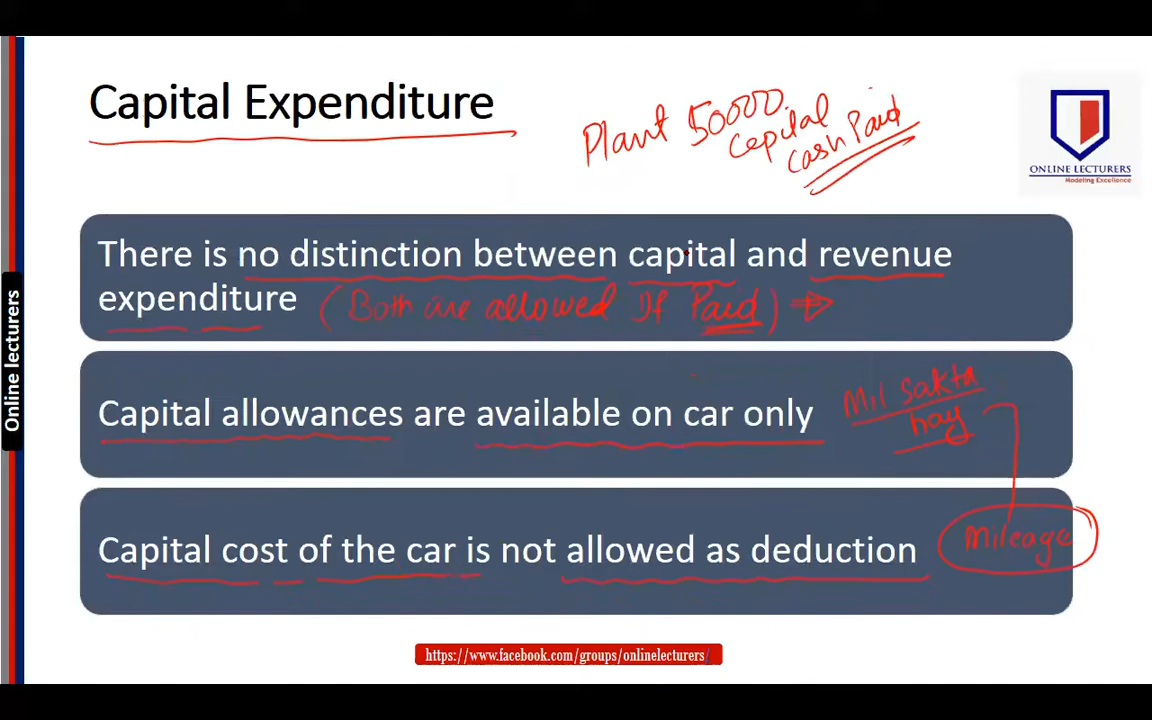 Capital Expenditure
Plant 50000
capital
cash Paid
ONLINE LECTURERS
Modeling Excellence
There is no distinction between capital and revenue
expenditure (Both are allowed If Paid)
Capital allowances are available on car only
Mil Sakta
hay
Capital cost of the car is not allowed as deduction
Mileage
Online lecturers
https://www.facebook.com/groups/onlinelecturers/